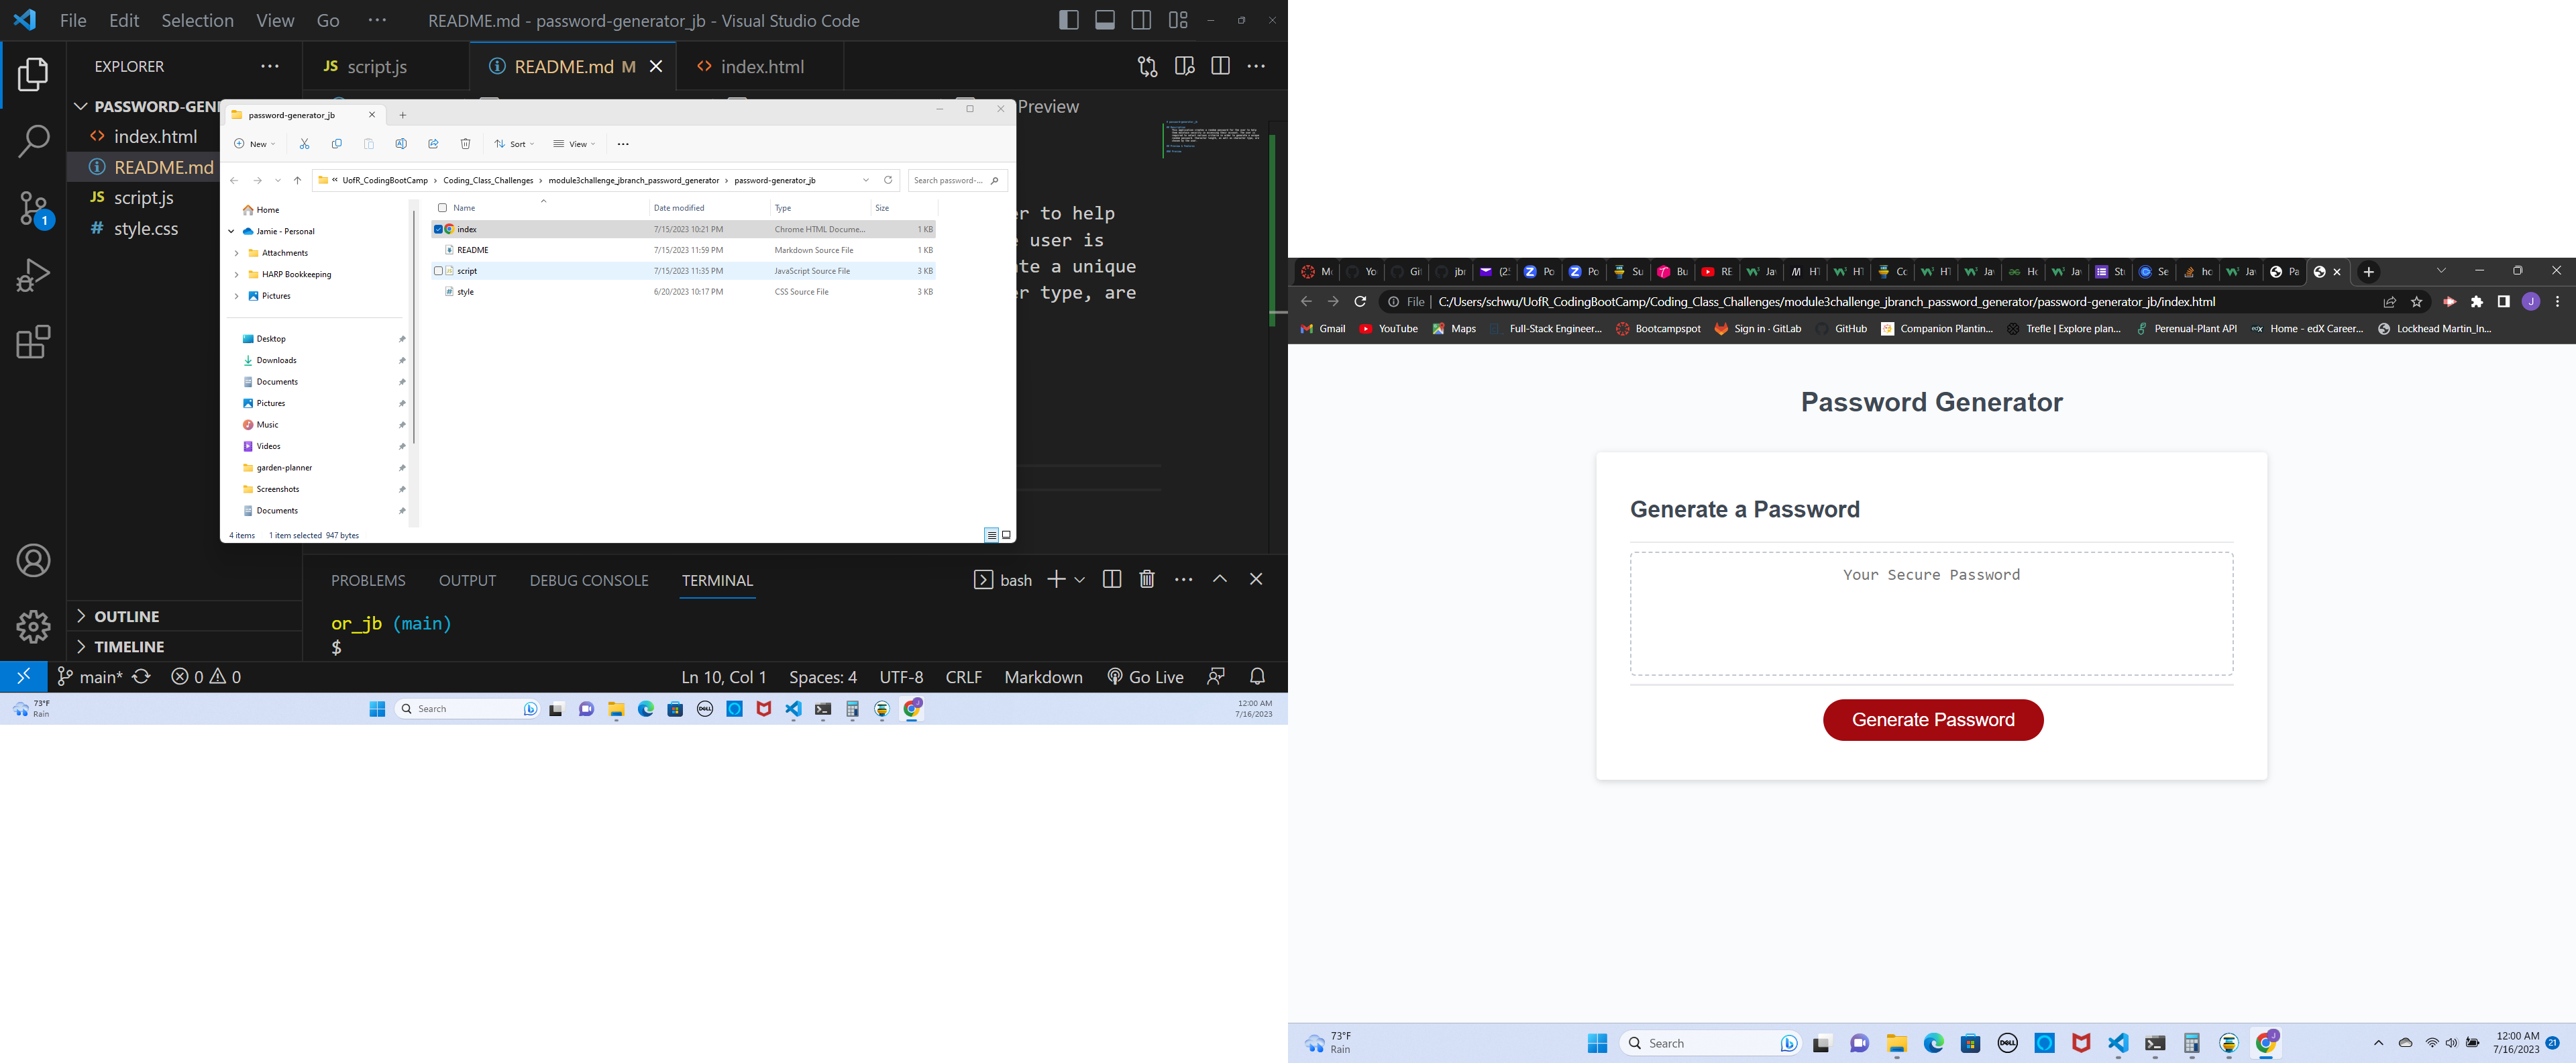 File Edit Selection View Go ··· README.md - password-generator_jb - Visual Studio Code
EXPLORER ···
JS script.js README.md M index.html
PASSWORD-GEN
Preview
index.html
README.md
JS script.js
# style.css
1
password-generator_jb
New Sort View ···
« UofR_CodingBootCamp > Coding_Class_Challenges > module3challenge_jbranch_password_generator > password-generator_jb
Search password-...
Name Date modified Type Size
index 7/15/2023 10:21 PM Chrome HTML Docume... 1 KB
README 7/15/2023 11:59 PM Markdown Source File 1 KB
script 7/15/2023 11:35 PM JavaScript Source File 3 KB
style 6/20/2023 10:17 PM CSS Source File 3 KB
Home
Jamie - Personal
Attachments
HARP Bookkeeping
Pictures
Desktop
Downloads
Documents
Pictures
Music
Videos
garden-planner
Screenshots
Documents
4 items 1 item selected 947 bytes
er to help
user is
te a unique
er type, are
PROBLEMS OUTPUT DEBUG CONSOLE TERMINAL bash
or_jb (main)
$
OUTLINE
TIMELINE
main* 0 0 Ln 10, Col 1 Spaces: 4 UTF-8 CRLF Markdown Go Live
73°F
Rain
Search
DELL
J
12:00 AM
7/16/2023
File C:/Users/schwu/UofR_CodingBootCamp/Coding_Class_Challenges/module3challenge_jbranch_password_generator/password-generator_jb/index.html
J
Gmail YouTube Maps Full-Stack Engineer... Bootcampspot Sign in · GitLab GitHub Companion Plantin... Trefle | Explore plan... Perenual-Plant API edX Home - edX Career... Lockhead Martin_In...
Password Generator
Generate a Password
Your Secure Password
Generate Password
73°F
Rain
Search
DELL
J
12:00 AM
7/16/2023
21